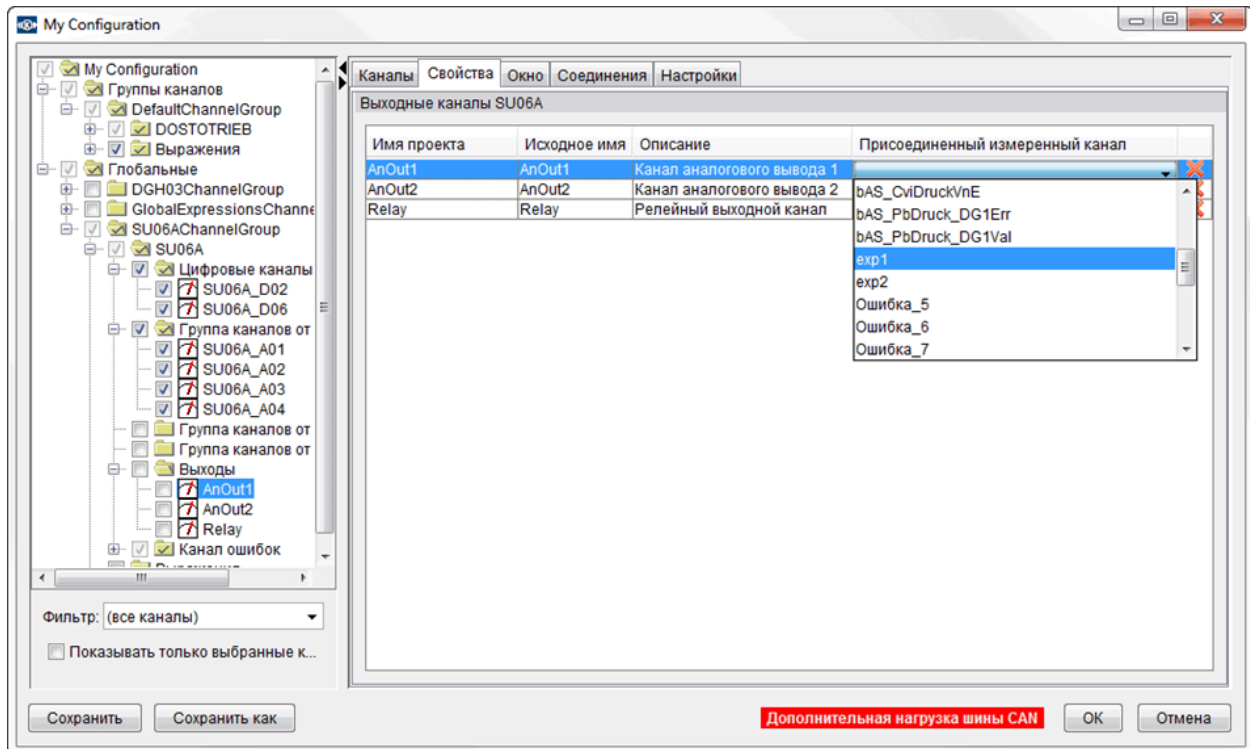 My Configuration
My Configuration
Группы каналов
DefaultChannelGroup
DOSTOTRIEB
Выражения
Глобальные
DGH03ChannelGroup
GlobalExpressionsChanne
SU06AChannelGroup
SU06A
Цифровые каналы
SU06A_D02
SU06A_D06
Группа каналов от
SU06A_A01
SU06A_A02
SU06A_A03
SU06A_A04
Группа каналов от
Группа каналов от
Выходы
AnOut1
AnOut2
Relay
Канал ошибок
Фильтр: (все каналы)
Показывать только выбранные к...
Каналы Свойства Окно Соединения Настройки
Выходные каналы SU06A
Имя проекта Исходное имя Описание Присоединенный измеренный канал
AnOut1 AnOut1 Канал аналогового вывода 1
AnOut2 AnOut2 Канал аналогового вывода 2
Relay Relay Релейный выходной канал
bAS_CviDruckVnE
bAS_PbDruck_DG1Err
bAS_PbDruck_DG1Val
exp1
exp2
Ошибка_5
Ошибка_6
Ошибка_7
Сохранить Сохранить как Дополнительная нагрузка шины CAN OK Отмена